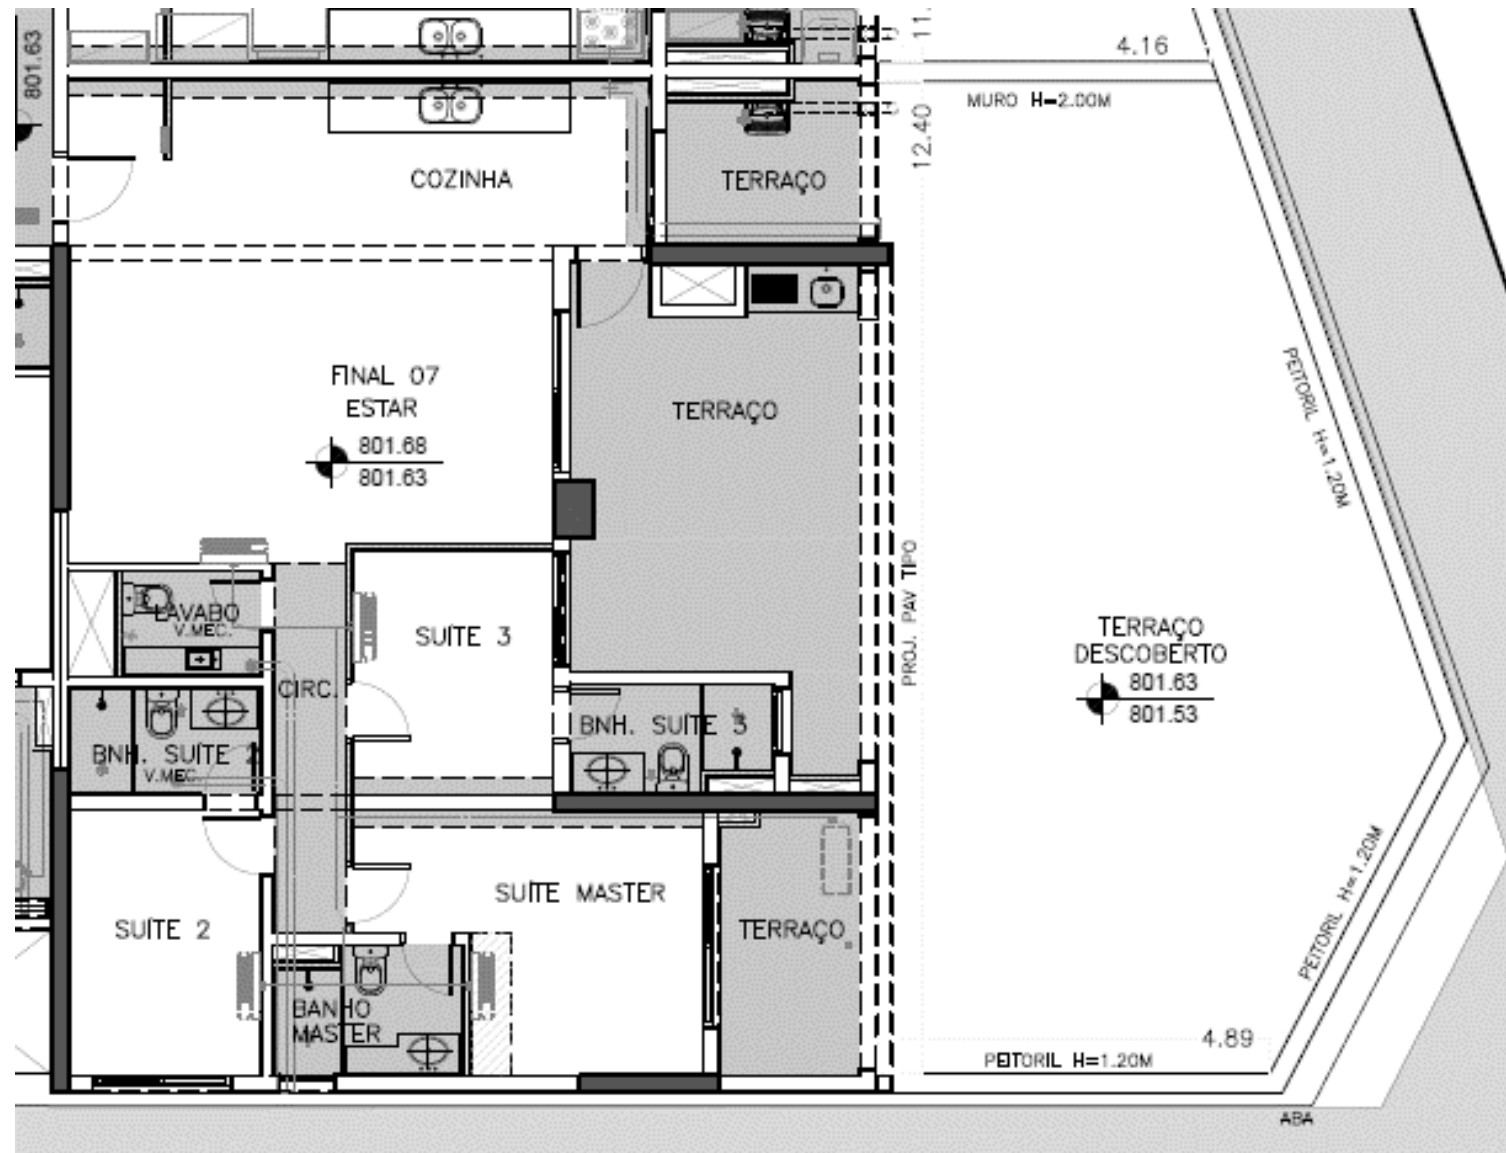 801.63
11.
4.16
MURO H=2.00M
12.40
COZINHA
TERRAÇO
FINAL 07
ESTAR
801.68
801.63
TERRAÇO
PEITORIL H=1.20M
PROJ. PAV TIPO
LAVABO
V.MEC.
SUÍTE 3
CIRC.
TERRAÇO
DESCOBERTO
801.63
801.53
BNH. SUÍTE 2
V.MEC.
BNH. SUÍTE 3
SUÍTE MASTER
SUÍTE 2
TERRAÇO
PEITORIL H=1.20M
BANHO
MASTER
4.89
PEITORIL H=1.20M
ABA